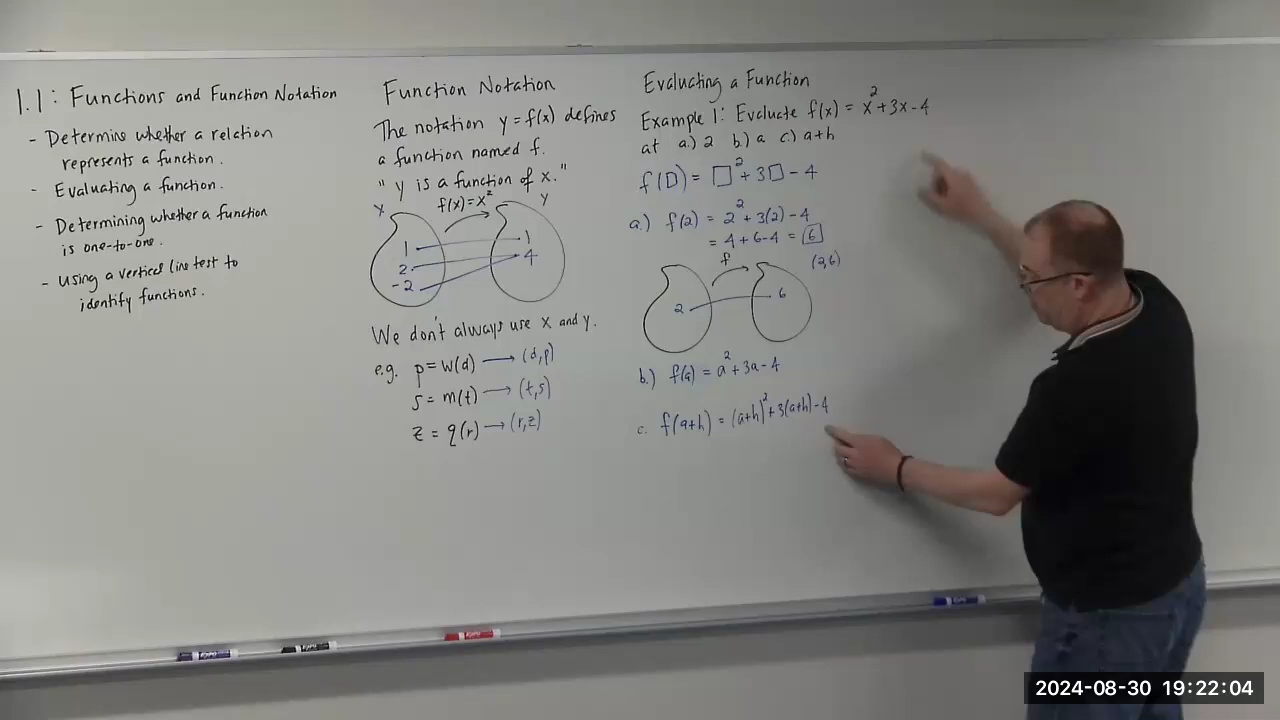 1.1: Functions and Function Notation
- Determine whether a relation
represents a function.
- Evaluating a function.
- Determining whether a function
is one-to-one.
- Using a vertical line test to
identify functions.
Function Notation
The notation y = f(x) defines
a function named f.
"y is a function of x."
f(x) = x²
x
y
1
2
-2
1
4
We don't always use x and y.
e.g. p = w(d) → (d,p)
s = m(t) → (t,s)
z = q(r) → (r,z)
Evaluating a Function
Example 1: Evaluate f(x) = x² + 3x - 4
at a.) 2 b.) a c.) a+h
f(□) = □² + 3□ - 4
a.) f(2) = 2² + 3(2) - 4
= 4 + 6 - 4 = 6
(2,6)
f
2
6
b.) f(a) = a² + 3a - 4
c. f(a+h) = (a+h)² + 3(a+h) - 4
EXPO
EXPO
EXPO
2024-08-30 19:22:04